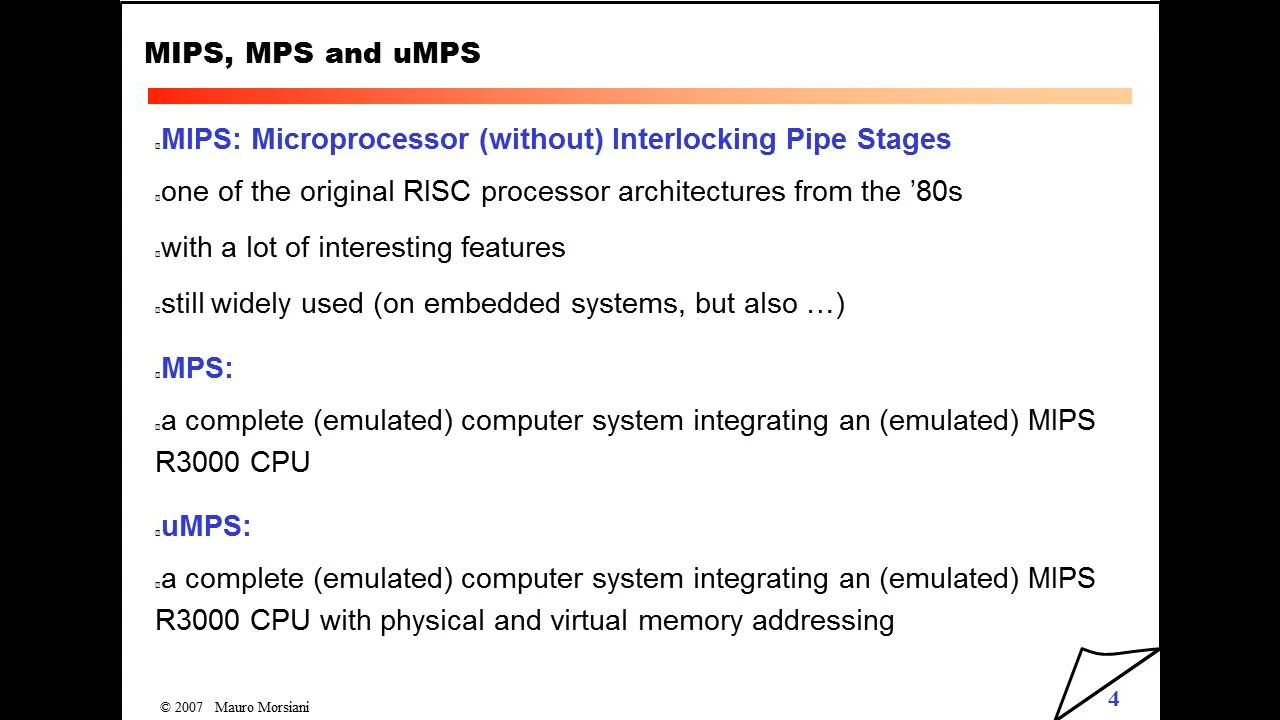 MIPS, MPS and uMPS
MIPS: Microprocessor (without) Interlocking Pipe Stages
one of the original RISC processor architectures from the ’80s
with a lot of interesting features
still widely used (on embedded systems, but also …)
MPS:
a complete (emulated) computer system integrating an (emulated) MIPS
R3000 CPU
uMPS:
a complete (emulated) computer system integrating an (emulated) MIPS
R3000 CPU with physical and virtual memory addressing
© 2007 Mauro Morsiani
4